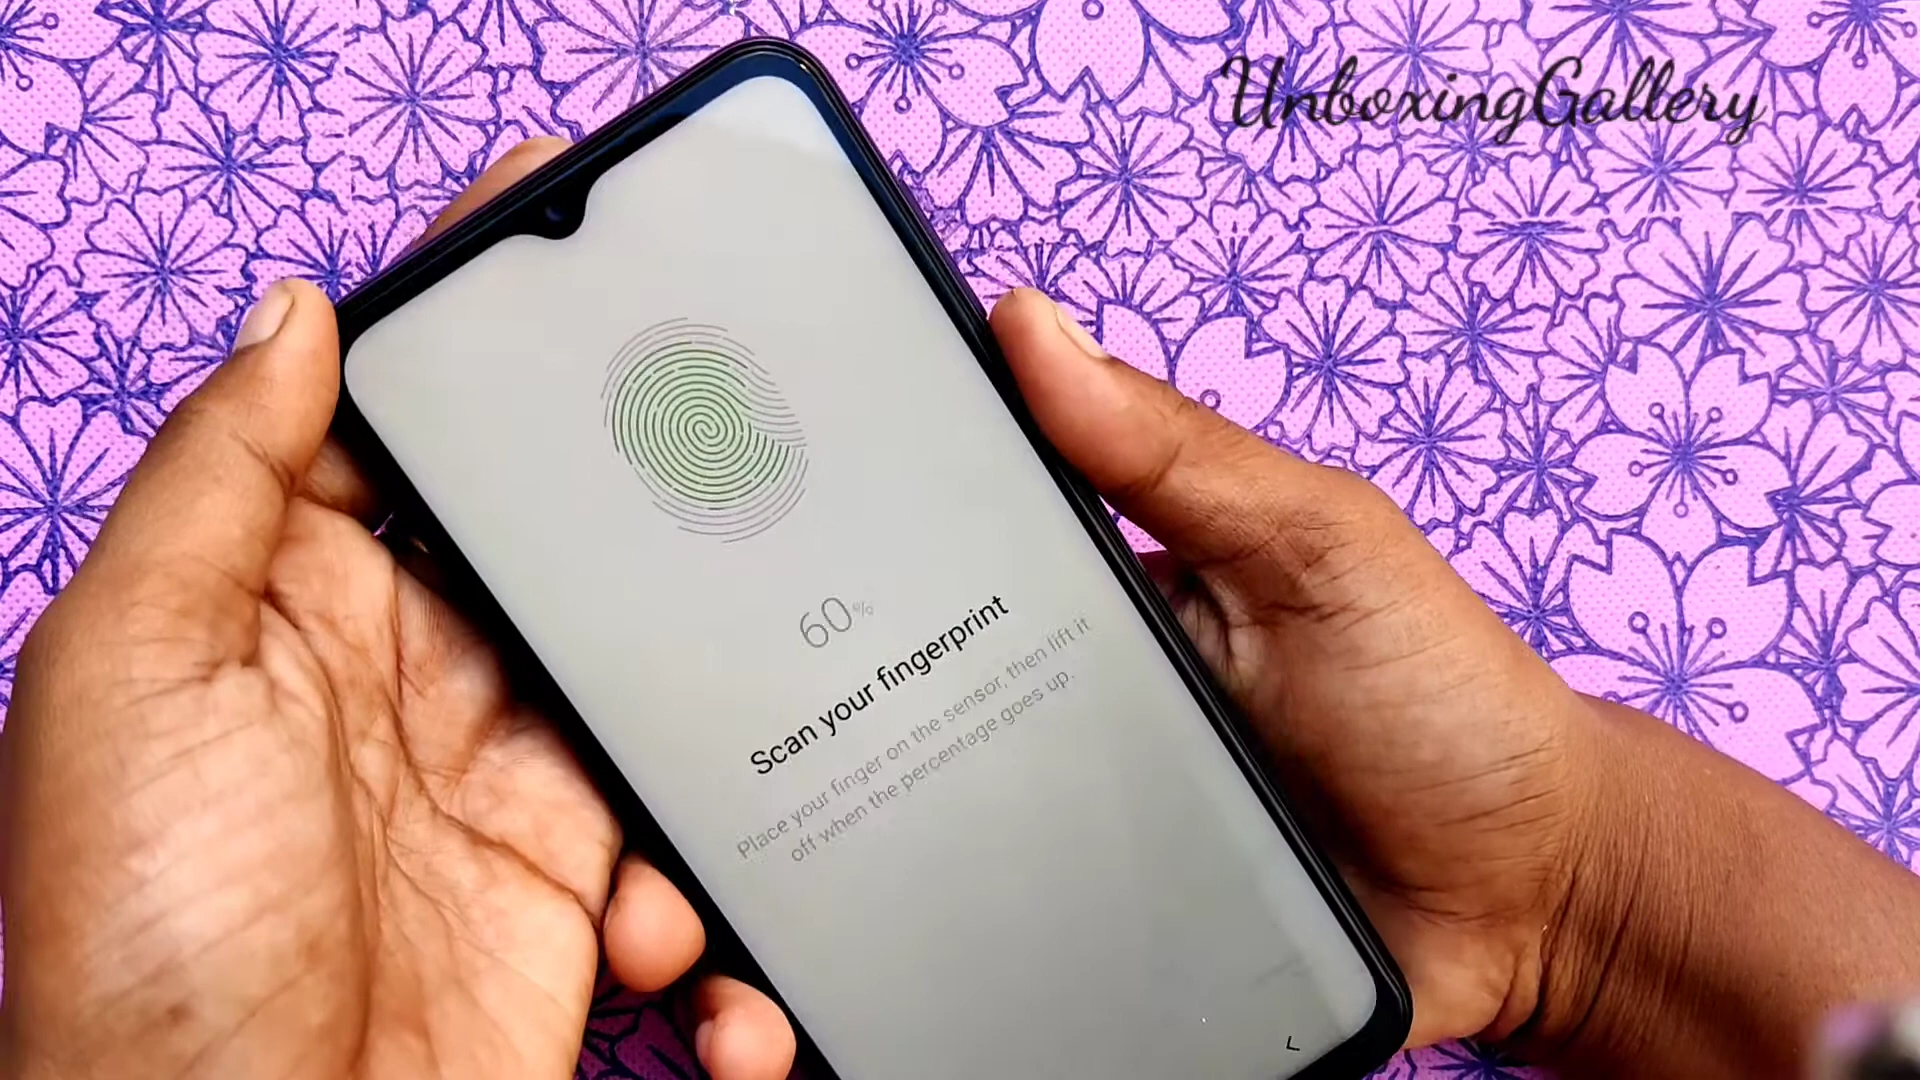 UnboxingGallery
60%
Scan your fingerprint
Place your finger on the sensor, then lift it
off when the percentage goes up.